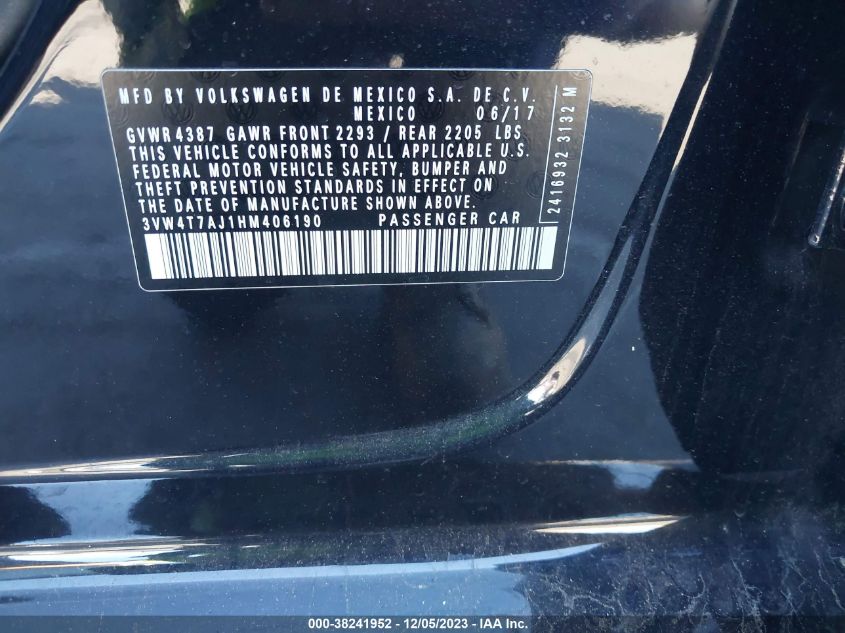 MFD BY VOLKSWAGEN DE MEXICO S.A. DE C.V.
MEXICO 06/17
GVWR 4387 GAWR FRONT 2293 / REAR 2205 LBS
THIS VEHICLE CONFORMS TO ALL APPLICABLE U.S.
FEDERAL MOTOR VEHICLE SAFETY, BUMPER AND
THEFT PREVENTION STANDARDS IN EFFECT ON
THE DATE OF MANUFACTURE SHOWN ABOVE.
3VW4T7AJ1HM406190 PASSENGER CAR
2416932 3132 M
000-38241952 - 12/05/2023 - IAA Inc.